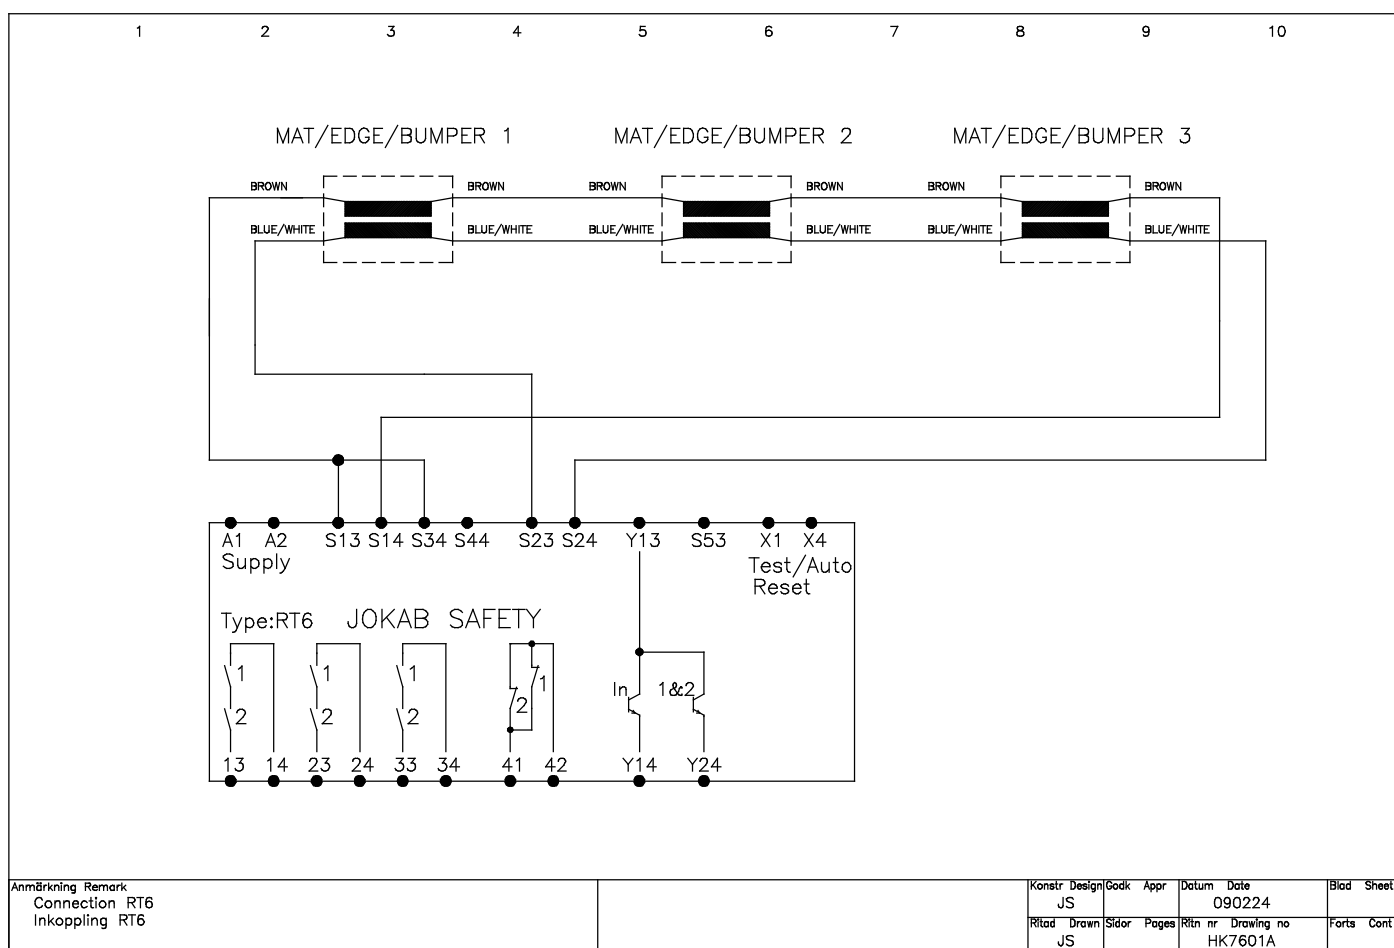 1 2 3 4 5 6 7 8 9 10
MAT/EDGE/BUMPER 1 MAT/EDGE/BUMPER 2 MAT/EDGE/BUMPER 3
BROWN BROWN BROWN BROWN BROWN BROWN
BLUE/WHITE BLUE/WHITE BLUE/WHITE BLUE/WHITE BLUE/WHITE BLUE/WHITE
A1 A2 S13 S14 S34 S44 S23 S24 Y13 S53 X1 X4
Supply Test/Auto
Reset
Type:RT6 JOKAB SAFETY
1 1 1 1 In 1&2
2 2 2 2
13 14 23 24 33 34 41 42 Y14 Y24
Anmärkning Remark
Connection RT6
Inkoppling RT6
Konstr Design Godk Appr Datum Date Blad Sheet
JS 090224
Ritad Drawn Sidor Pages Ritn nr Drawing no Forts Cont
JS HK7601A